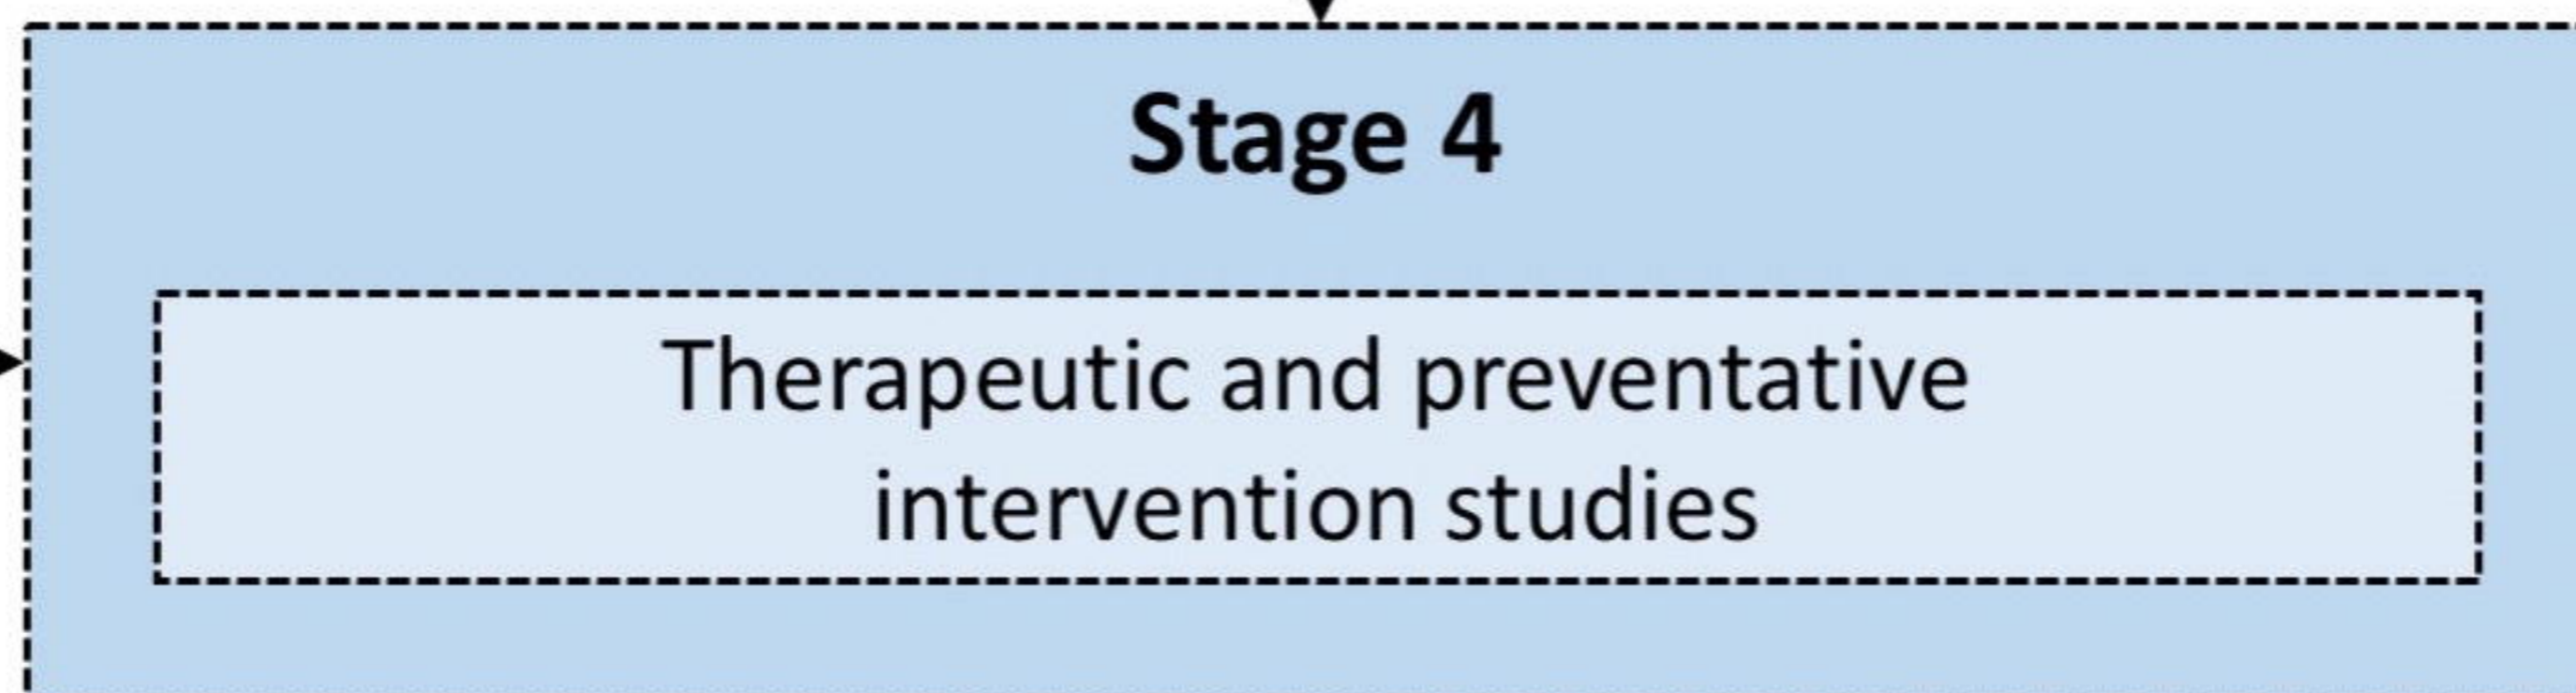 Stage 4
Therapeutic and preventative
intervention studies